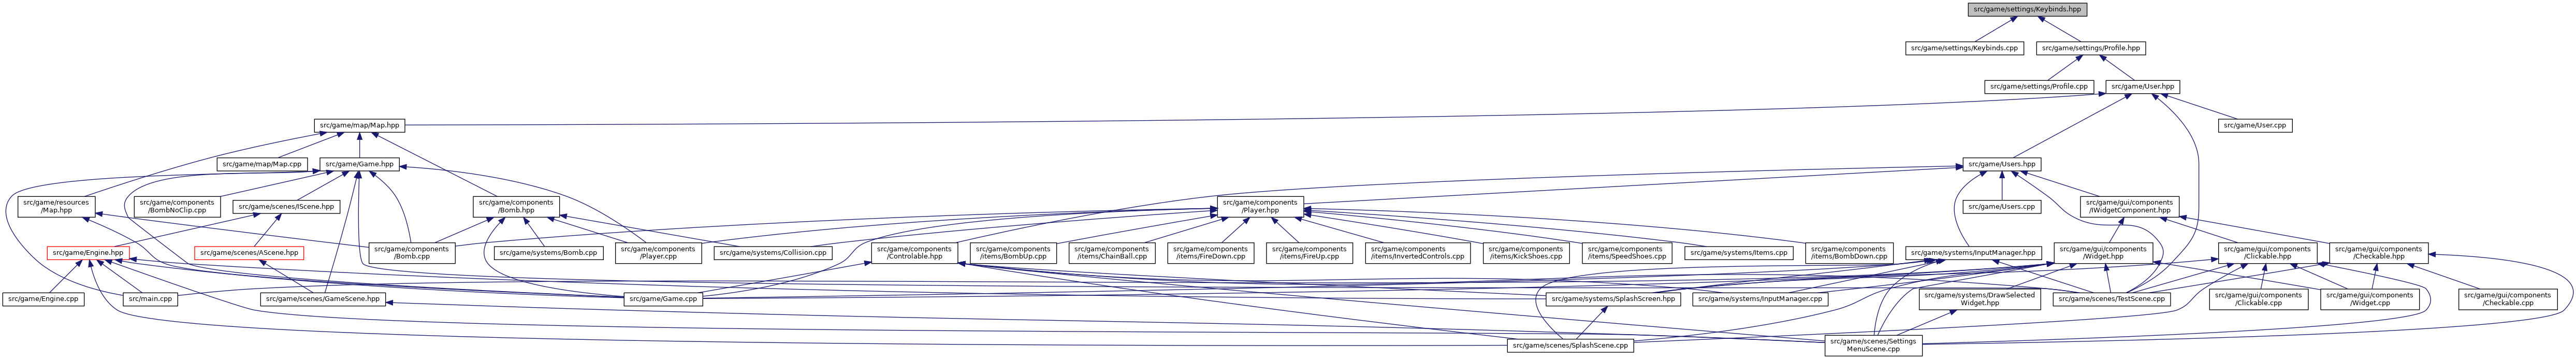 src/game/settings/Keybinds.hpp
src/game/settings/Keybinds.cpp
src/game/settings/Profile.hpp
src/game/settings/Profile.cpp
src/game/User.hpp
src/game/map/Map.hpp
src/game/User.cpp
src/game/map/Map.cpp
src/game/Game.hpp
src/game/Users.hpp
src/game/resources
/Map.hpp
src/game/components
/BombNoClip.cpp
src/game/scenes/IScene.hpp
src/game/components
/Bomb.hpp
src/game/components
/Player.hpp
src/game/Users.cpp
src/game/gui/components
/IWidgetComponent.hpp
src/game/Engine.hpp
src/game/scenes/AScene.hpp
src/game/components
/Bomb.cpp
src/game/systems/Bomb.cpp
src/game/components
/Player.cpp
src/game/systems/Collision.cpp
src/game/components
/Controlable.hpp
src/game/components
/items/BombUp.cpp
src/game/components
/items/ChainBall.cpp
src/game/components
/items/FireDown.cpp
src/game/components
/items/FireUp.cpp
src/game/components
/items/InvertedControls.cpp
src/game/components
/items/KickShoes.cpp
src/game/components
/items/SpeedShoes.cpp
src/game/systems/Items.cpp
src/game/components
/items/BombDown.cpp
src/game/systems/InputManager.hpp
src/game/gui/components
/Widget.hpp
src/game/gui/components
/Clickable.hpp
src/game/gui/components
/Checkable.hpp
src/game/Engine.cpp
src/main.cpp
src/game/scenes/GameScene.hpp
src/game/Game.cpp
src/game/systems/SplashScreen.hpp
src/game/systems/InputManager.cpp
src/game/systems/DrawSelected
Widget.hpp
src/game/scenes/TestScene.cpp
src/game/gui/components
/Clickable.cpp
src/game/gui/components
/Widget.cpp
src/game/gui/components
/Checkable.cpp
src/game/scenes/SplashScene.cpp
src/game/scenes/Settings
MenuScene.cpp